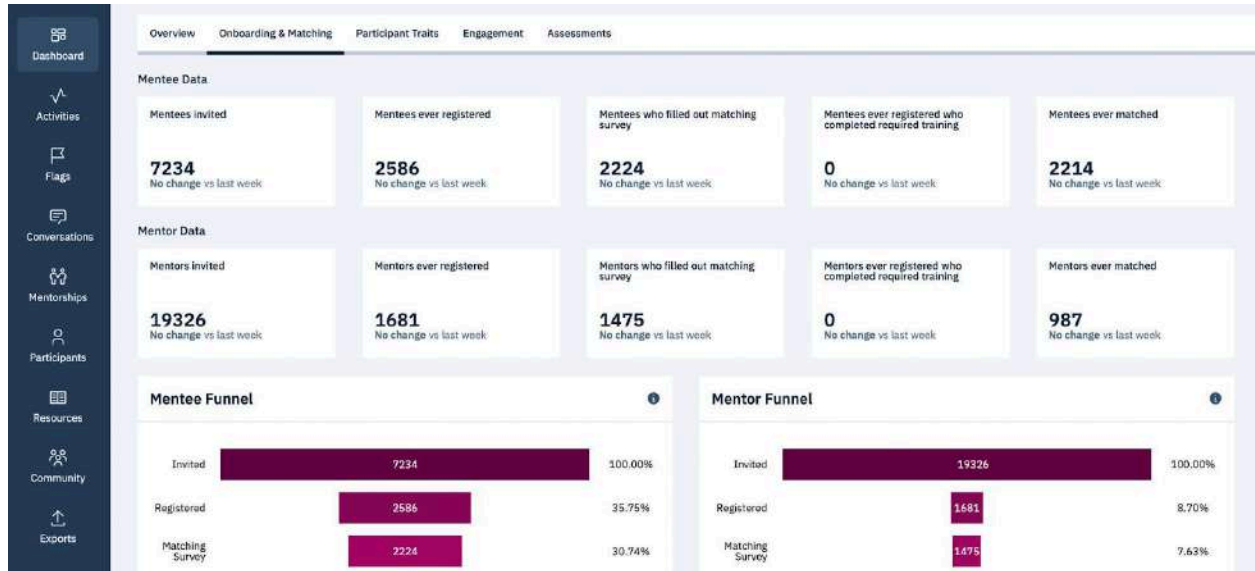 Dashboard
Activities
Flags
Conversations
Mentorships
Participants
Resources
Community
Exports
Overview Onboarding & Matching Participant Traits Engagement Assessments
Mentee Data
Mentees invited
7234
No change vs last week
Mentees ever registered
2586
No change vs last week
Mentees who filled out matching
survey
2224
No change vs last week
Mentees ever registered who
completed required training
0
No change vs last week
Mentees ever matched
2214
No change vs last week
Mentor Data
Mentors invited
19326
No change vs last week
Mentors ever registered
1681
No change vs last week
Mentors who filled out matching
survey
1475
No change vs last week
Mentors ever registered who
completed required training
0
No change vs last week
Mentors ever matched
987
No change vs last week
Mentee Funnel
Invited 7234 100.00%
Registered 2586 35.75%
Matching
Survey 2224 30.74%
Mentor Funnel
Invited 19326 100.00%
Registered 1681 8.70%
Matching
Survey 1475 7.63%